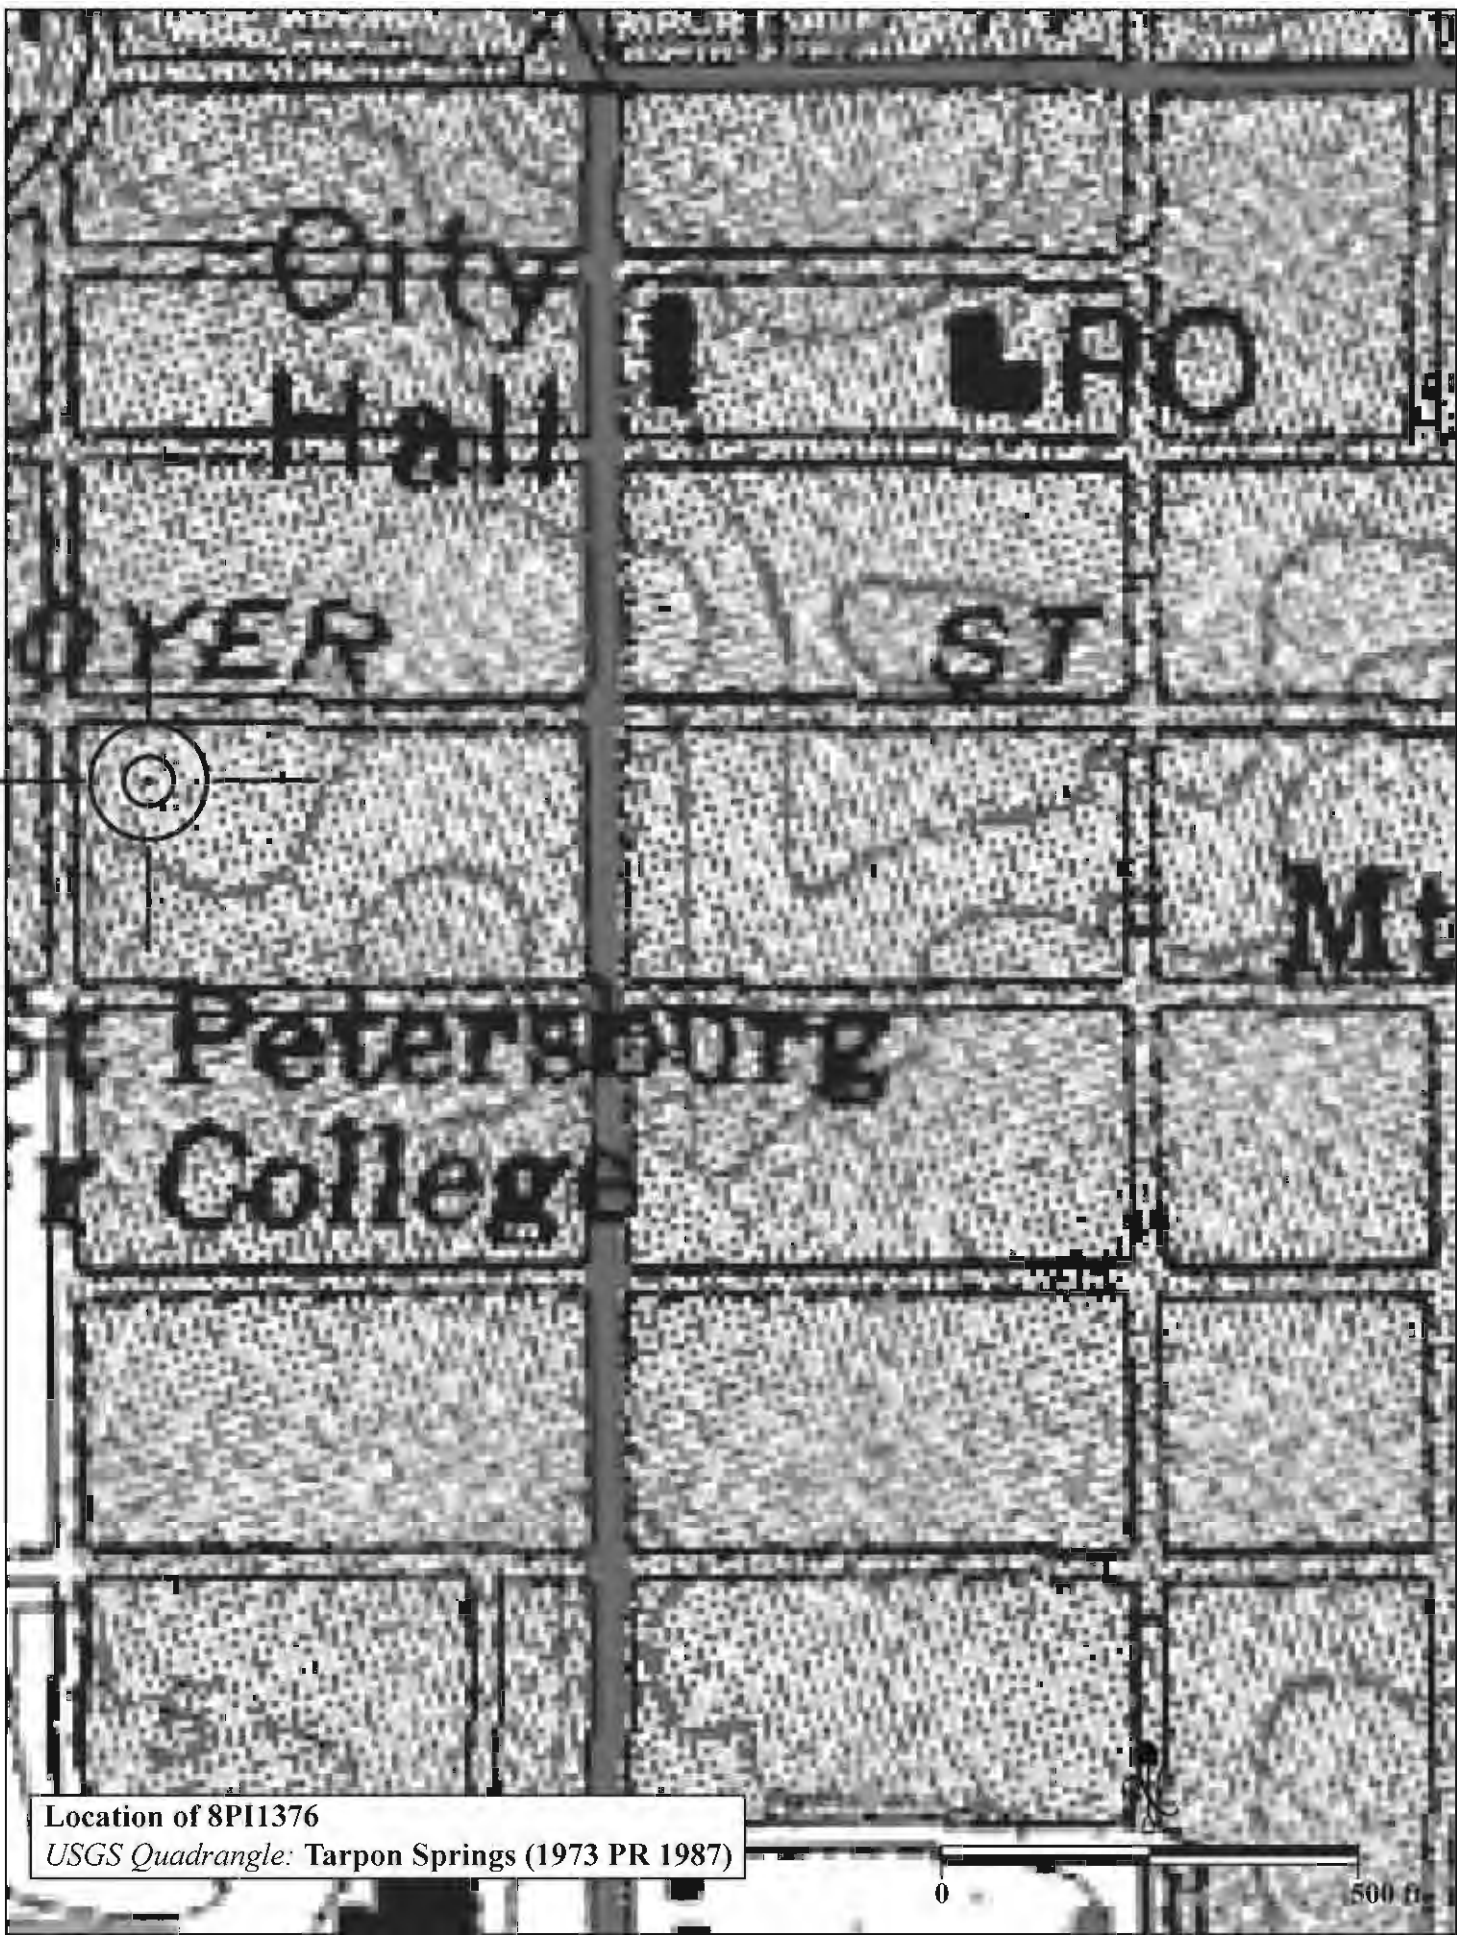 City
Hall
PO
YER ST
Mt
Petersburg
r College
Location of 8PI1376
USGS Quadrangle: Tarpon Springs (1973 PR 1987)
0 500 ft